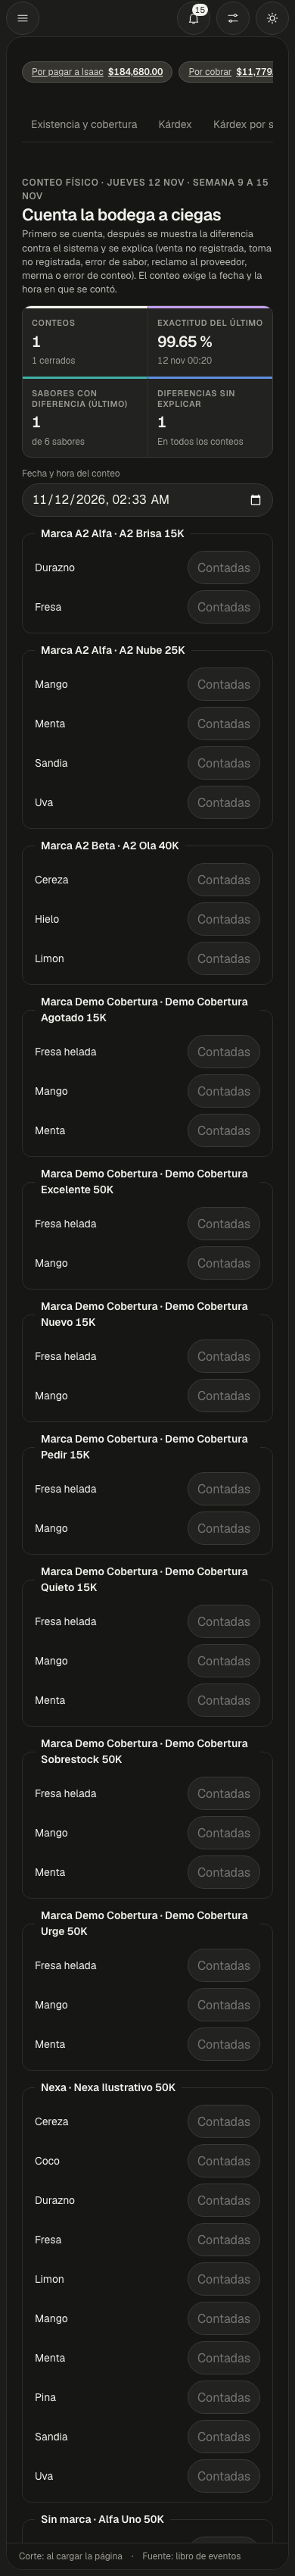 15
Por pagar a Isaac $184,680.00 Por cobrar $11,779
Existencia y cobertura Kárdex Kárdex por s
CONTEO FÍSICO · JUEVES 12 NOV · SEMANA 9 A 15
NOV
Cuenta la bodega a ciegas
Primero se cuenta, después se muestra la diferencia
contra el sistema y se explica (venta no registrada, toma
no registrada, error de sabor, reclamo al proveedor,
merma o error de conteo). El conteo exige la fecha y la
hora en que se contó.
CONTEOS
1
1 cerrados
EXACTITUD DEL ÚLTIMO
99.65 %
12 nov 00:20
SABORES CON
DIFERENCIA (ÚLTIMO)
1
de 6 sabores
DIFERENCIAS SIN
EXPLICAR
1
En todos los conteos
Fecha y hora del conteo
11/12/2026, 02:33 AM
Marca A2 Alfa · A2 Brisa 15K
Durazno Contadas
Fresa Contadas
Marca A2 Alfa · A2 Nube 25K
Mango Contadas
Menta Contadas
Sandia Contadas
Uva Contadas
Marca A2 Beta · A2 Ola 40K
Cereza Contadas
Hielo Contadas
Limon Contadas
Marca Demo Cobertura · Demo Cobertura
Agotado 15K
Fresa helada Contadas
Mango Contadas
Menta Contadas
Marca Demo Cobertura · Demo Cobertura
Excelente 50K
Fresa helada Contadas
Mango Contadas
Marca Demo Cobertura · Demo Cobertura
Nuevo 15K
Fresa helada Contadas
Mango Contadas
Marca Demo Cobertura · Demo Cobertura
Pedir 15K
Fresa helada Contadas
Mango Contadas
Marca Demo Cobertura · Demo Cobertura
Quieto 15K
Fresa helada Contadas
Mango Contadas
Menta Contadas
Marca Demo Cobertura · Demo Cobertura
Sobrestock 50K
Fresa helada Contadas
Mango Contadas
Menta Contadas
Marca Demo Cobertura · Demo Cobertura
Urge 50K
Fresa helada Contadas
Mango Contadas
Menta Contadas
Nexa · Nexa Ilustrativo 50K
Cereza Contadas
Coco Contadas
Durazno Contadas
Fresa Contadas
Limon Contadas
Mango Contadas
Menta Contadas
Pina Contadas
Sandia Contadas
Uva Contadas
Sin marca · Alfa Uno 50K
Corte: al cargar la página · Fuente: libro de eventos